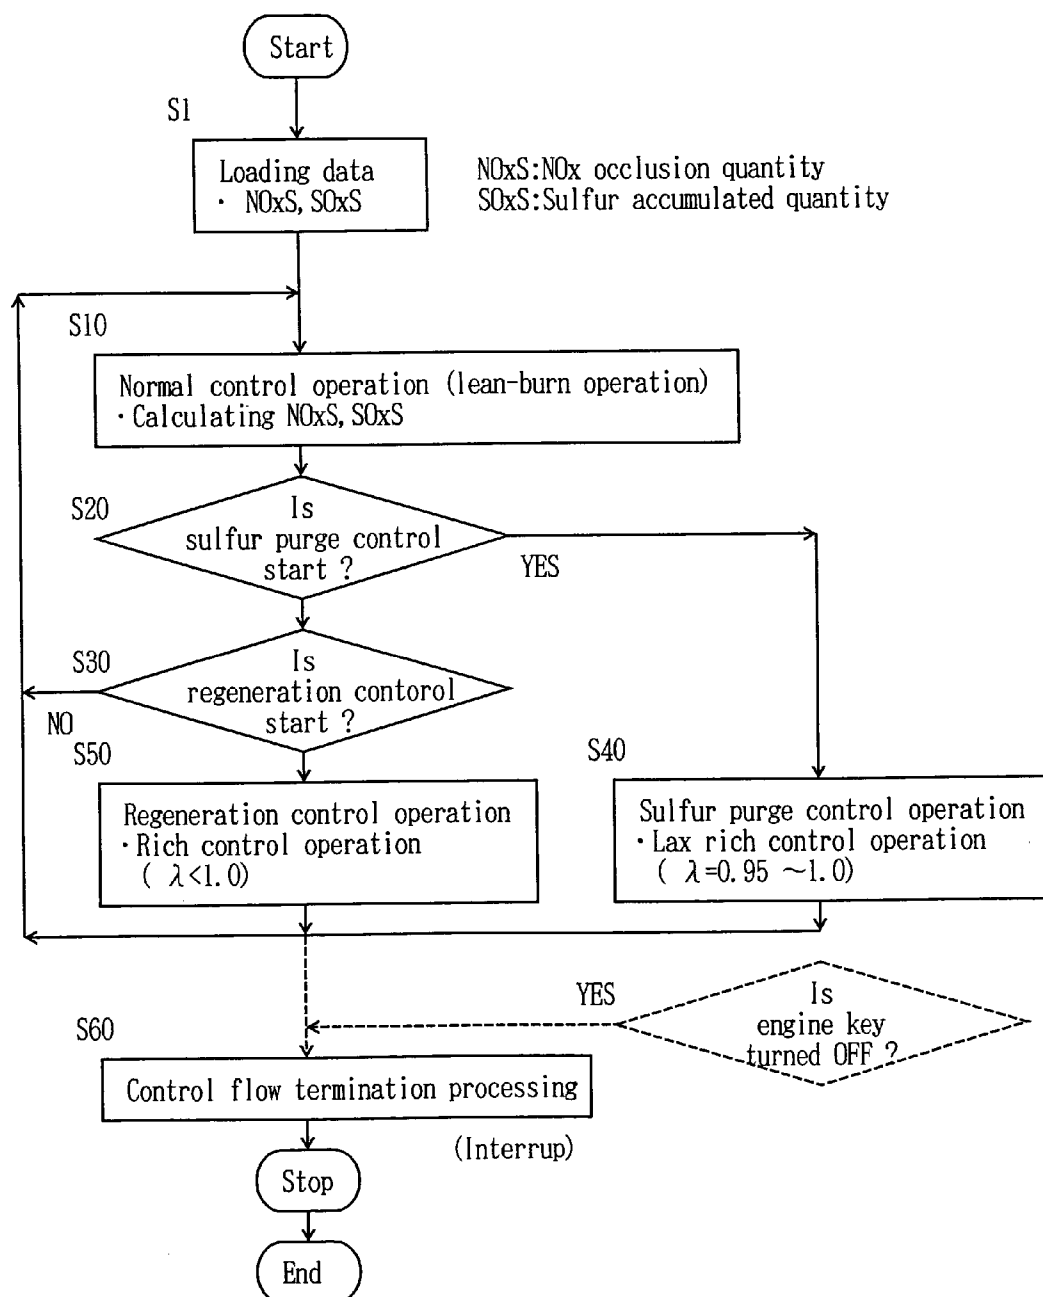 Start
S1
Loading data
· NOxS, SOxS
NOxS:NOx occlusion quantity
SOxS:Sulfur accumulated quantity
S10
Normal control operation (lean-burn operation)
· Calculating NOxS, SOxS
S20
Is
sulfur purge control
start ?
YES
S30
Is
regeneration contorol
start ?
NO
S50
Regeneration control operation
· Rich control operation
( λ<1.0)
S40
Sulfur purge control operation
· Lax rich control operation
( λ=0.95 ~1.0)
YES
Is
engine key
turned OFF ?
S60
Control flow termination processing
(Interrup)
Stop
End